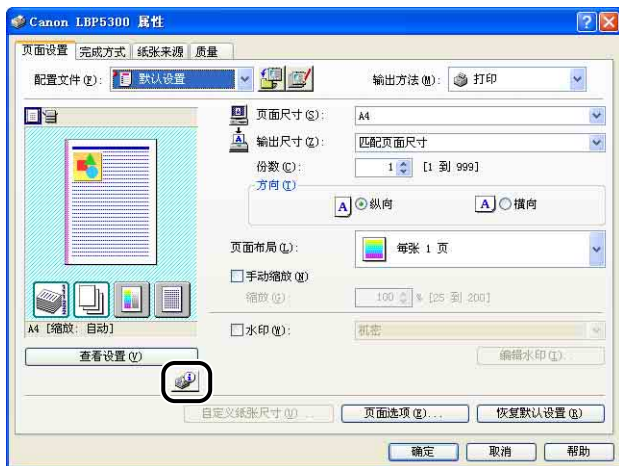 Canon LBP5300 属性
页面设置 完成方式 纸张来源 质量
配置文件(F): 默认设置 输出方法(M): 打印
页面尺寸(S): A4
输出尺寸(Z): 匹配页面尺寸
份数(C): 1 [1 到 999]
方向(T)
A 纵向 A 横向
页面布局(L): 每张 1 页
手动缩放(N)
缩放(G): 100 % [25 到 200]
A4 [缩放: 自动]
水印(W): 机密
查看设置(V) 编辑水印(I)...
自定义纸张尺寸(U)... 页面选项(E)... 恢复默认设置(R)
确定 取消 帮助